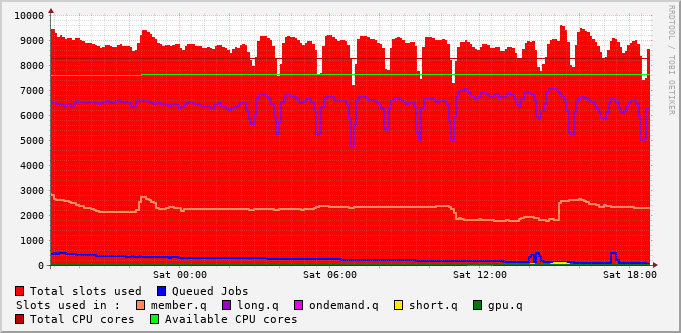 10000
9000
8000
7000
6000
5000
4000
3000
2000
1000
0
Sat 00:00 Sat 06:00 Sat 12:00 Sat 18:00
Total slots used Queued Jobs
Slots used in : member.q long.q ondemand.q short.q gpu.q
Total CPU cores Available CPU cores
RRDTOOL / TOBI OETIKER